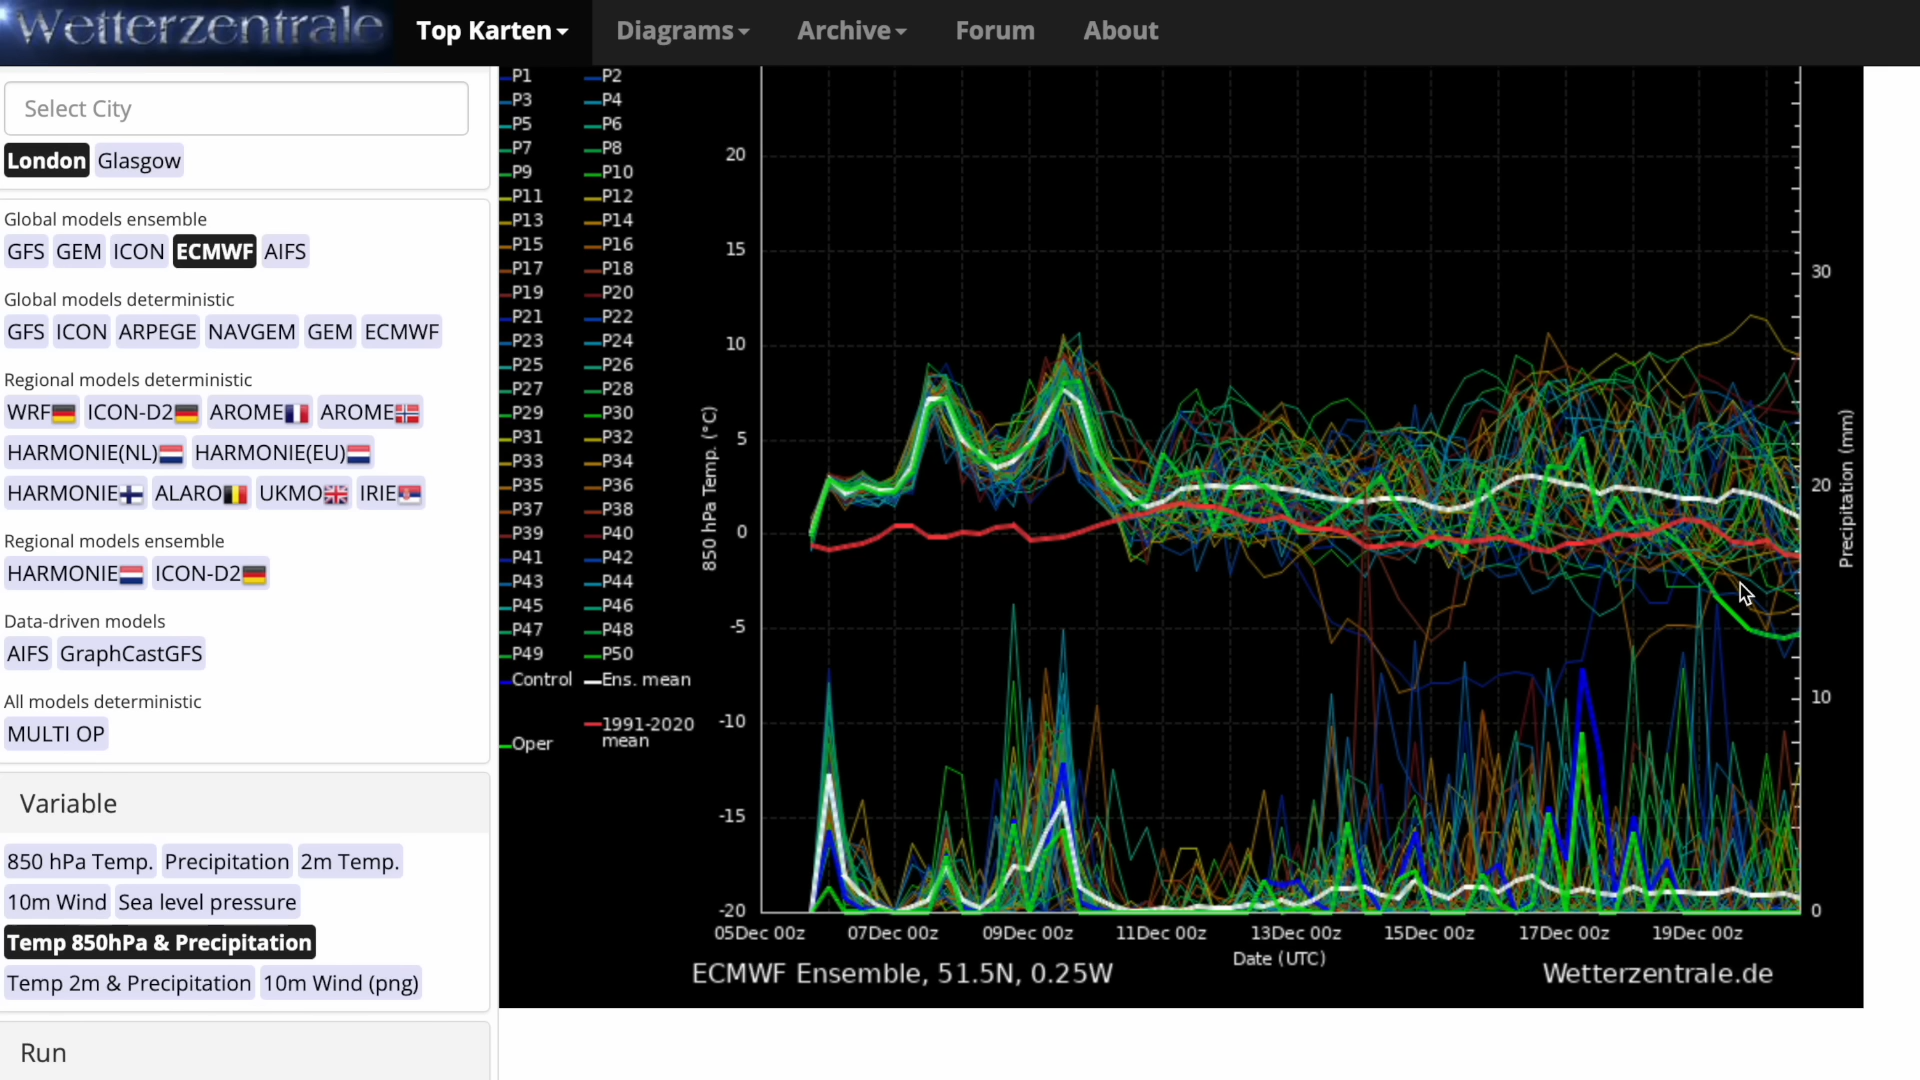 Wetterzentrale
Top Karten
Diagrams
Archive
Forum
About
Select City
London Glasgow
Global models ensemble
GFS GEM ICON ECMWF AIFS
Global models deterministic
GFS ICON ARPEGE NAVGEM GEM ECMWF
Regional models deterministic
WRF ICON-D2 AROME AROME
HARMONIE(NL) HARMONIE(EU)
HARMONIE ALARO UKMO IRIE
Regional models ensemble
HARMONIE ICON-D2
Data-driven models
AIFS GraphCastGFS
All models deterministic
MULTI OP
Variable
850 hPa Temp. Precipitation 2m Temp.
10m Wind Sea level pressure
Temp 850hPa & Precipitation
Temp 2m & Precipitation 10m Wind (png)
Run
P1 P2
P3 P4
P5 P6
P7 P8
P9 P10
P11 P12
P13 P14
P15 P16
P17 P18
P19 P20
P21 P22
P23 P24
P25 P26
P27 P28
P29 P30
P31 P32
P33 P34
P35 P36
P37 P38
P39 P40
P41 P42
P43 P44
P45 P46
P47 P48
P49 P50
Control Ens. mean
1991-2020
mean
Oper
850 hPa Temp. (°C)
20
15
10
5
0
-5
-10
-15
-20
30
20
10
0
Precipitation (mm)
05Dec 00z 07Dec 00z 09Dec 00z 11Dec 00z 13Dec 00z 15Dec 00z 17Dec 00z 19Dec 00z
Date (UTC)
ECMWF Ensemble, 51.5N, 0.25W
Wetterzentrale.de